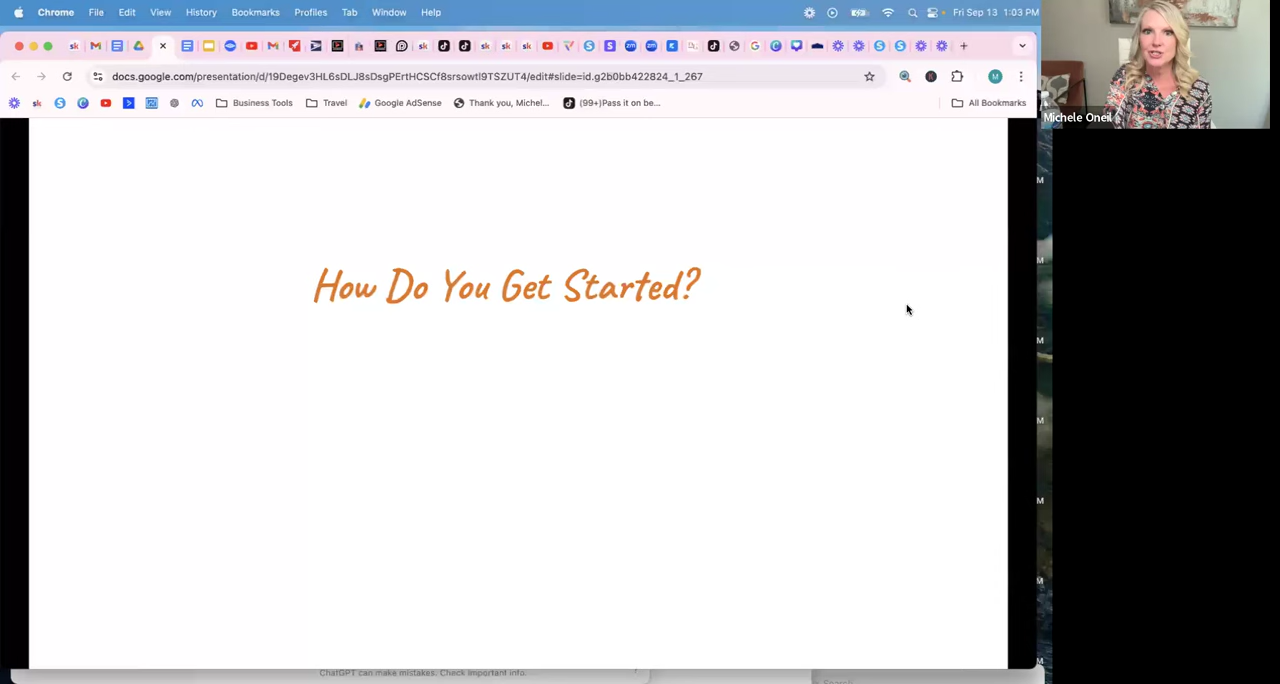 Chrome File Edit View History Bookmarks Profiles Tab Window Help Fri Sep 13 1:03 PM
docs.google.com/presentation/d/19Degev3HL6sDLJ8sDsgPErtHCSCf8srsowtI9TSZUT4/edit#slide=id.g2b0bb422824_1_267
Business Tools Travel Google AdSense Thank you, Michel... (99+)Pass it on be... All Bookmarks
Michele Oneil
How Do You Get Started?
ChatGPT can make mistakes. Check important info.
Search